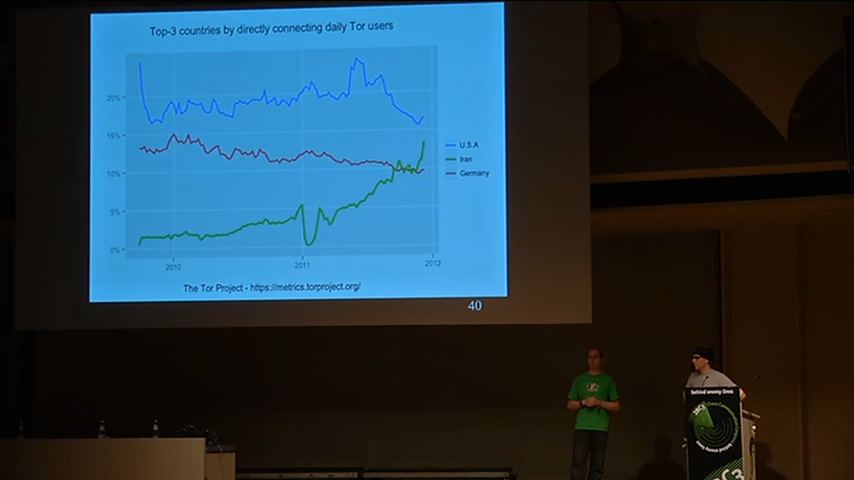 Top-3 countries by directly connecting daily Tor users
20%
15%
10%
5%
0%
2010
2011
2012
U.S.A
Iran
Germany
The Tor Project - https://metrics.torproject.org/
40
behind enemy lines